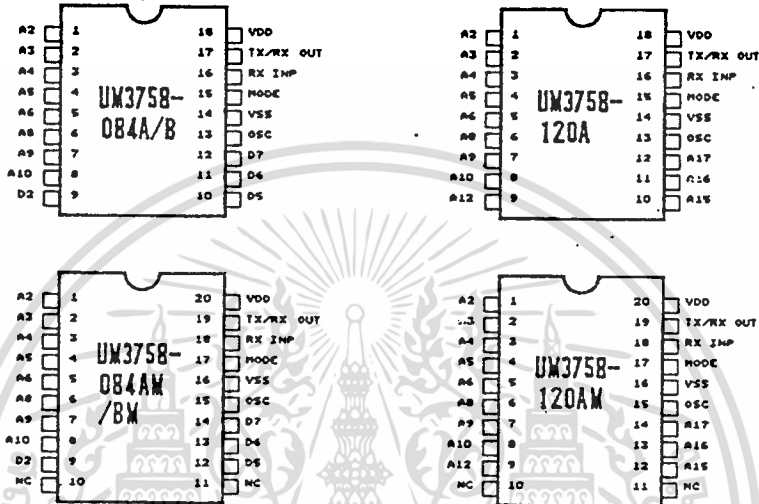 A2 1 18 VDD
A3 2 17 TX/RX OUT
A4 3 16 RX INP
A5 4 15 MODE
A6 5 14 VSS
A8 6 13 OSC
A9 7 12 D7
A10 8 11 D6
D2 9 10 D5
UM3758-
084A/B
A2 1 18 VDD
A3 2 17 TX/RX OUT
A4 3 16 RX INP
A5 4 15 MODE
A6 5 14 VSS
A8 6 13 OSC
A9 7 12 A17
A10 8 11 A16
A12 9 10 A15
UM3758-
120A
A2 1 20 VDD
A3 2 19 TX/RX OUT
A4 3 18 RX INP
A5 4 17 MODE
A6 5 16 VSS
A8 6 15 OSC
A9 7 14 D7
A10 8 13 D6
D2 9 12 D5
NC 10 11 NC
UM3758-
084AM
/BM
A2 1 20 VDD
2 19 TX/RX OUT
A4 3 18 RX INP
A5 4 17 MODE
A6 5 16 VSS
A8 6 15 OSC
A9 7 14 A17
A10 8 13 A16
A12 9 12 A15
NC 10 11 NC
UM3758-
120AM